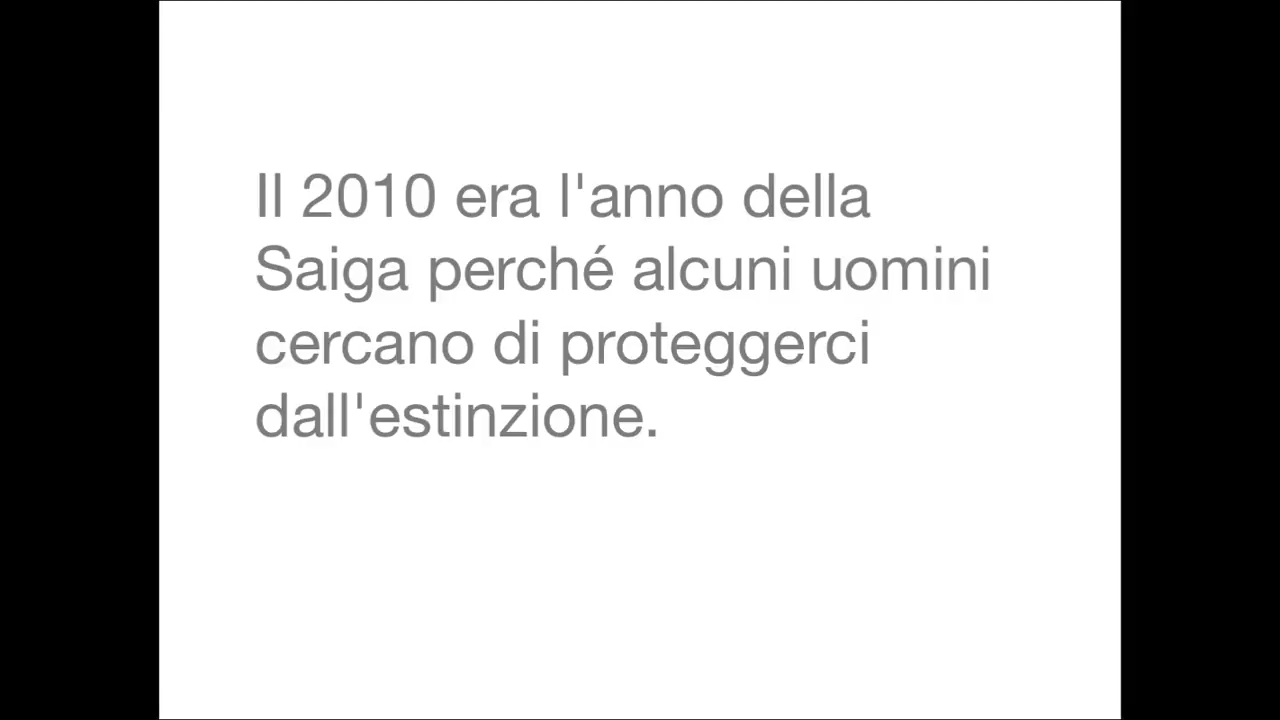 Il 2010 era l'anno della
Saiga perché alcuni uomini
cercano di proteggerci
dall'estinzione.